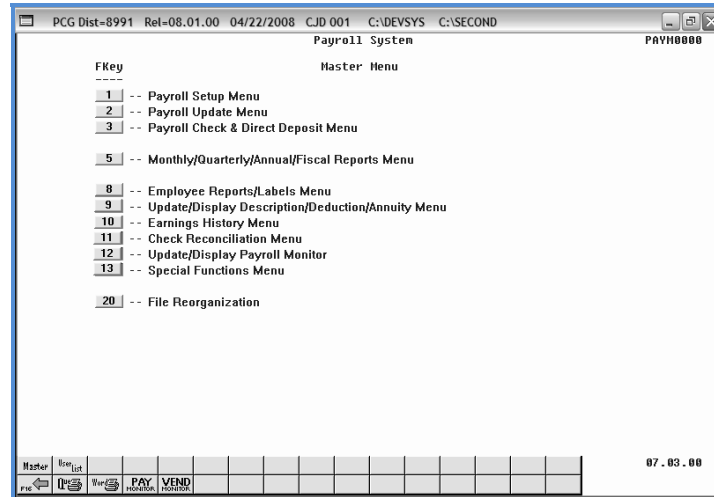 PCG Dist=8991 Rel=08.01.00 04/22/2008 CJD 001 C:\DEVSYS C:\SECOND
Payroll System PAYM0000
FKey Master Menu
----
1 -- Payroll Setup Menu
2 -- Payroll Update Menu
3 -- Payroll Check & Direct Deposit Menu
5 -- Monthly/Quarterly/Annual/Fiscal Reports Menu
8 -- Employee Reports/Labels Menu
9 -- Update/Display Description/Deduction/Annuity Menu
10 -- Earnings History Menu
11 -- Check Reconciliation Menu
12 -- Update/Display Payroll Monitor
13 -- Special Functions Menu
20 -- File Reorganization
Master User List 07.03.00
F16 Que Wor PAY MONITOR VEND MONITOR